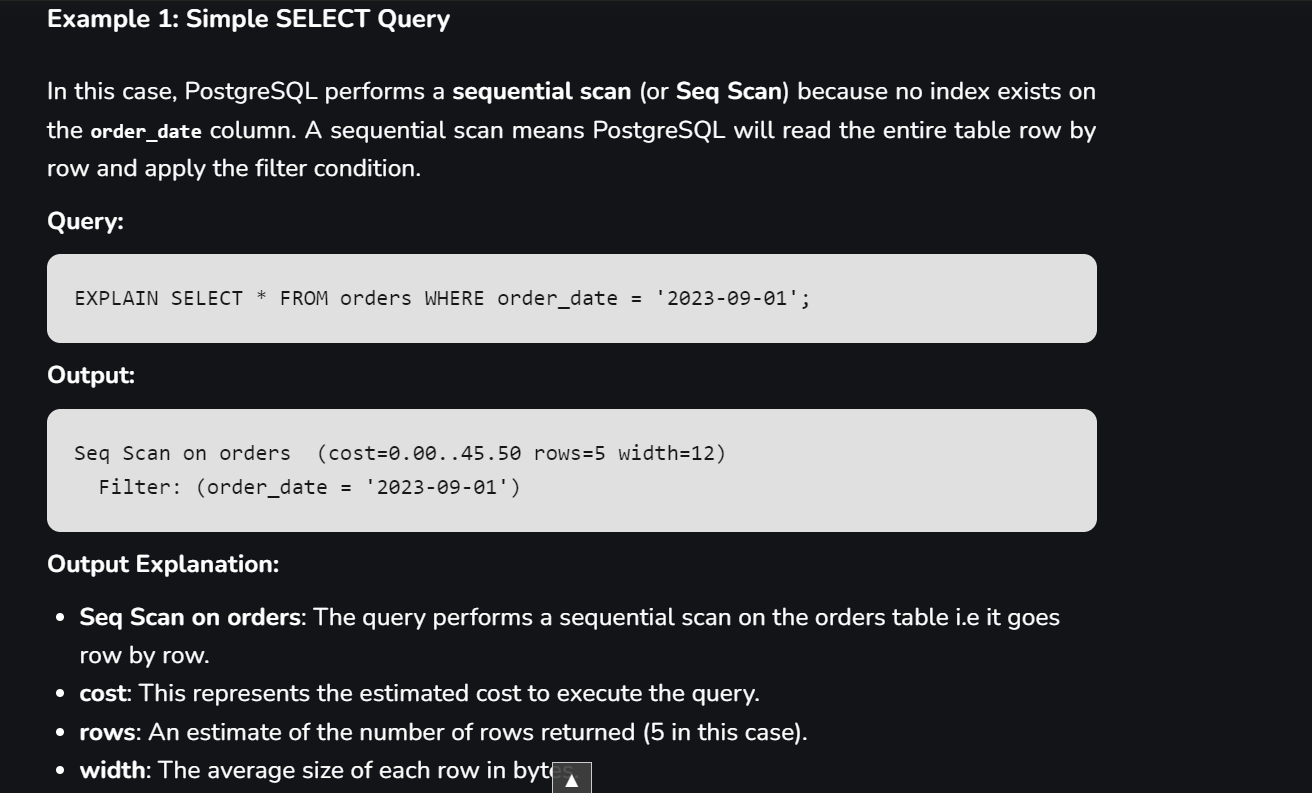 Example 1: Simple SELECT Query
In this case, PostgreSQL performs a sequential scan (or Seq Scan) because no index exists on
the order_date column. A sequential scan means PostgreSQL will read the entire table row by
row and apply the filter condition.
Query:
EXPLAIN SELECT * FROM orders WHERE order_date = '2023-09-01';
Output:
Seq Scan on orders  (cost=0.00..45.50 rows=5 width=12)
  Filter: (order_date = '2023-09-01')
Output Explanation:
• Seq Scan on orders: The query performs a sequential scan on the orders table i.e it goes
row by row.
• cost: This represents the estimated cost to execute the query.
• rows: An estimate of the number of rows returned (5 in this case).
• width: The average size of each row in bytes.